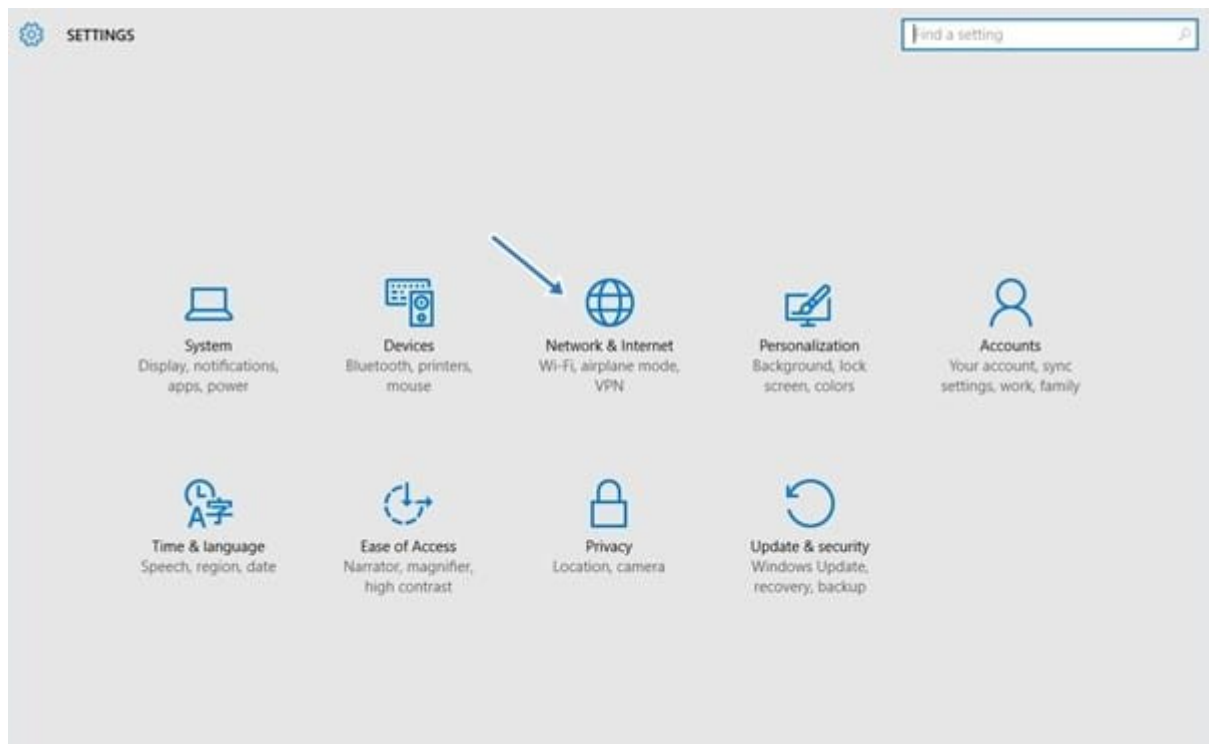 SETTINGS
Find a setting
System
Display, notifications,
apps, power
Devices
Bluetooth, printers,
mouse
Network & Internet
Wi-Fi, airplane mode,
VPN
Personalization
Background, lock
screen, colors
Accounts
Your account, sync
settings, work, family
Time & language
Speech, region, date
Ease of Access
Narrator, magnifier,
high contrast
Privacy
Location, camera
Update & security
Windows Update,
recovery, backup